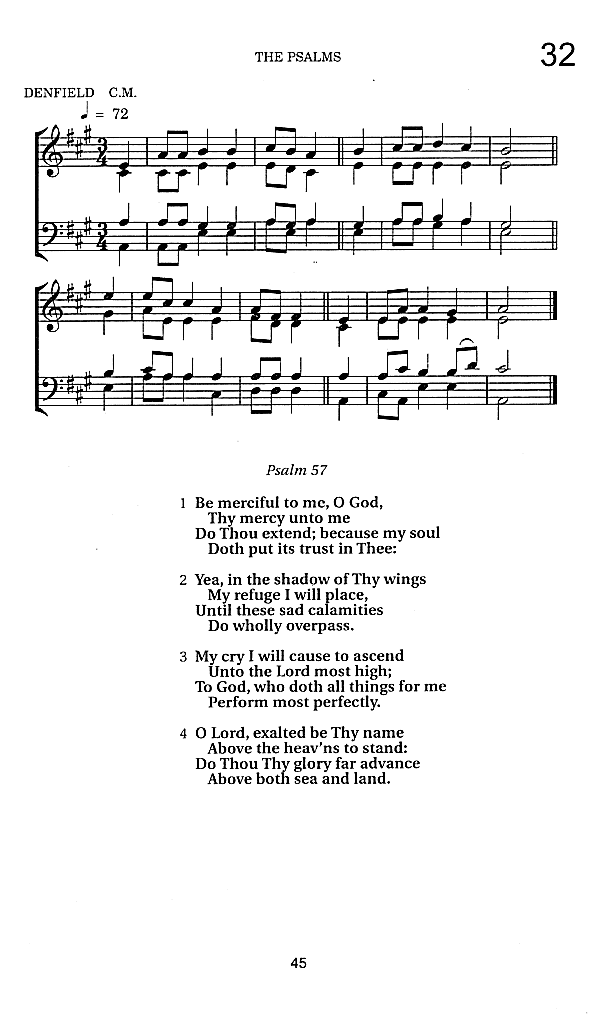 THE PSALMS
32
DENFIELD C.M.
♩ = 72
3
4
3
4
Psalm 57
1 Be merciful to me, O God,
Thy mercy unto me
Do Thou extend; because my soul
Doth put its trust in Thee:
2 Yea, in the shadow of Thy wings
My refuge I will place,
Until these sad calamities
Do wholly overpass.
3 My cry I will cause to ascend
Unto the Lord most high;
To God, who doth all things for me
Perform most perfectly.
4 O Lord, exalted be Thy name
Above the heav'ns to stand:
Do Thou Thy glory far advance
Above both sea and land.
45